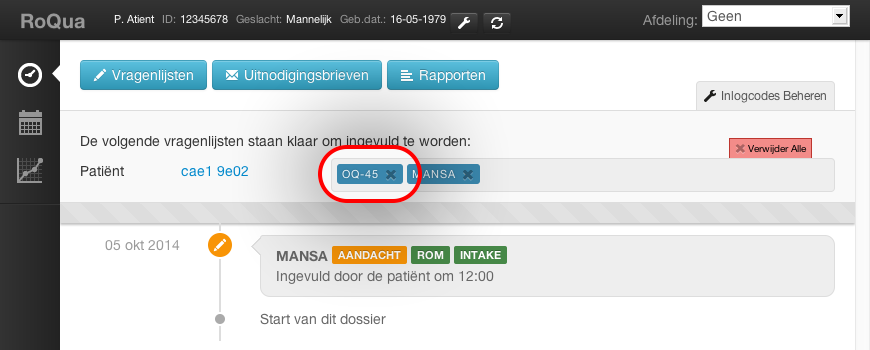 RoQua P. Atient ID: 12345678 Geslacht: Mannelijk Geb.dat.: 16-05-1979 Afdeling: Geen
Vragenlijsten Uitnodigingsbrieven Rapporten
Inlogcodes Beheren
De volgende vragenlijsten staan klaar om ingevuld te worden:
Verwijder Alle
Patiënt cae1 9e02 OQ-45 MANSA
05 okt 2014 MANSA AANDACHT ROM INTAKE
Ingevuld door de patiënt om 12:00
Start van dit dossier